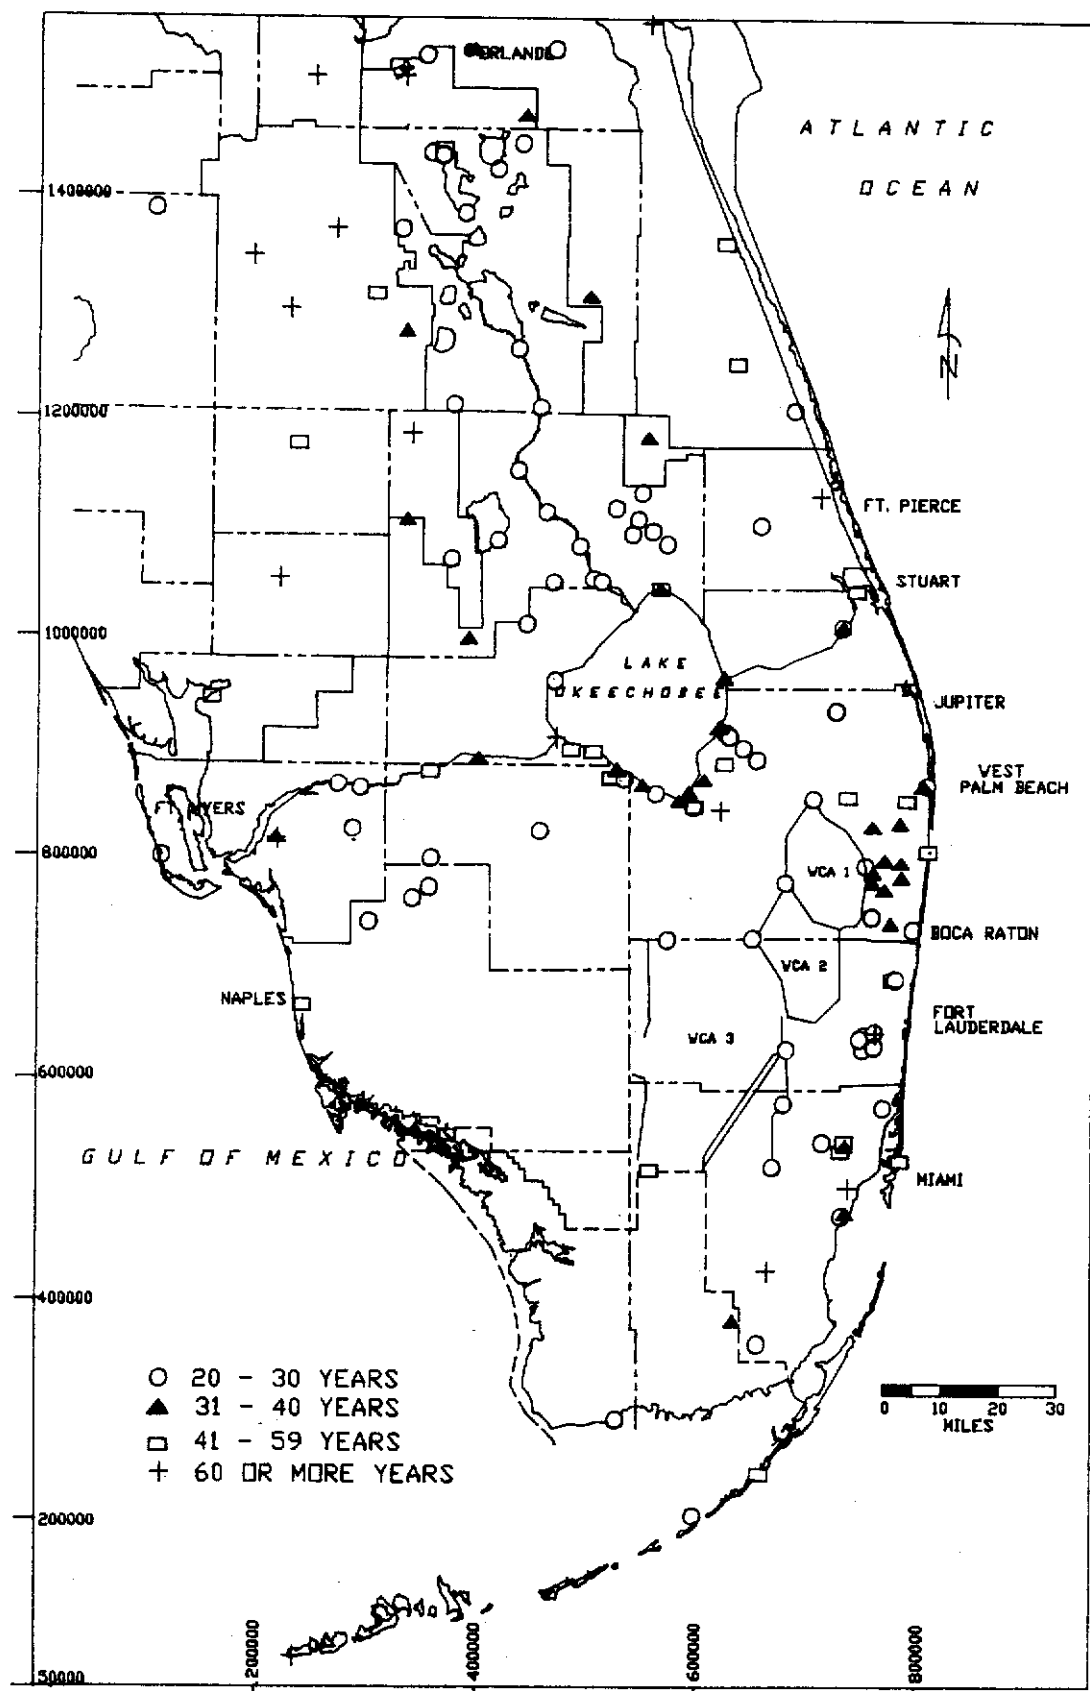 ORLANDO
ATLANTIC
OCEAN
1400000
N
1200000
FT. PIERCE
STUART
1000000
LAKE
OKEECHOBEE
JUPITER
WEST
PALM BEACH
FT MYERS
800000
WCA 1
BOCA RATON
WCA 2
NAPLES
FORT
LAUDERDALE
WCA 3
600000
GULF OF MEXICO
MIAMI
400000
20 - 30 YEARS
31 - 40 YEARS
41 - 59 YEARS
60 OR MORE YEARS
0 10 20 30
MILES
200000
50000
200000
400000
600000
800000